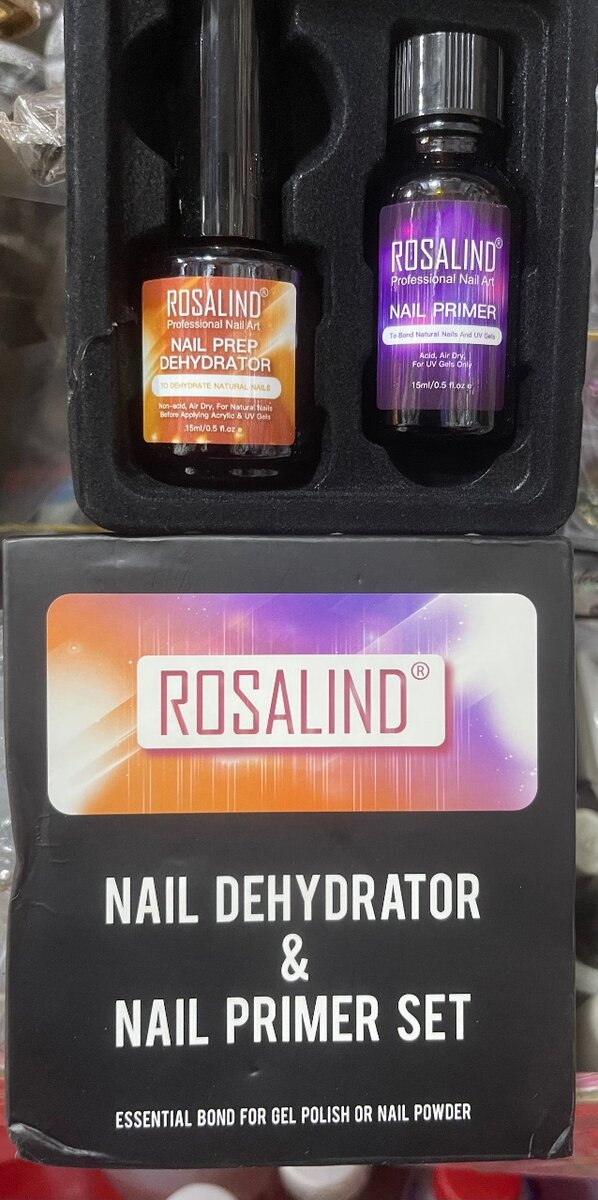 ROSALIND®
Professional Nail Art
NAIL PREP
DEHYDRATOR
TO DEHYDRATE NATURAL NAILS
Non-acid, Air Dry, For Natural Nails
Before Applying Acrylic & UV Gels
15ml/0.5 fl.oz e
ROSALIND®
Professional Nail Art
NAIL PRIMER
To Bond Natural Nails And UV Gels
Acid, Air Dry,
For UV Gels Only
15ml/0.5 fl.oz e
ROSALIND®
NAIL DEHYDRATOR
&
NAIL PRIMER SET
ESSENTIAL BOND FOR GEL POLISH OR NAIL POWDER